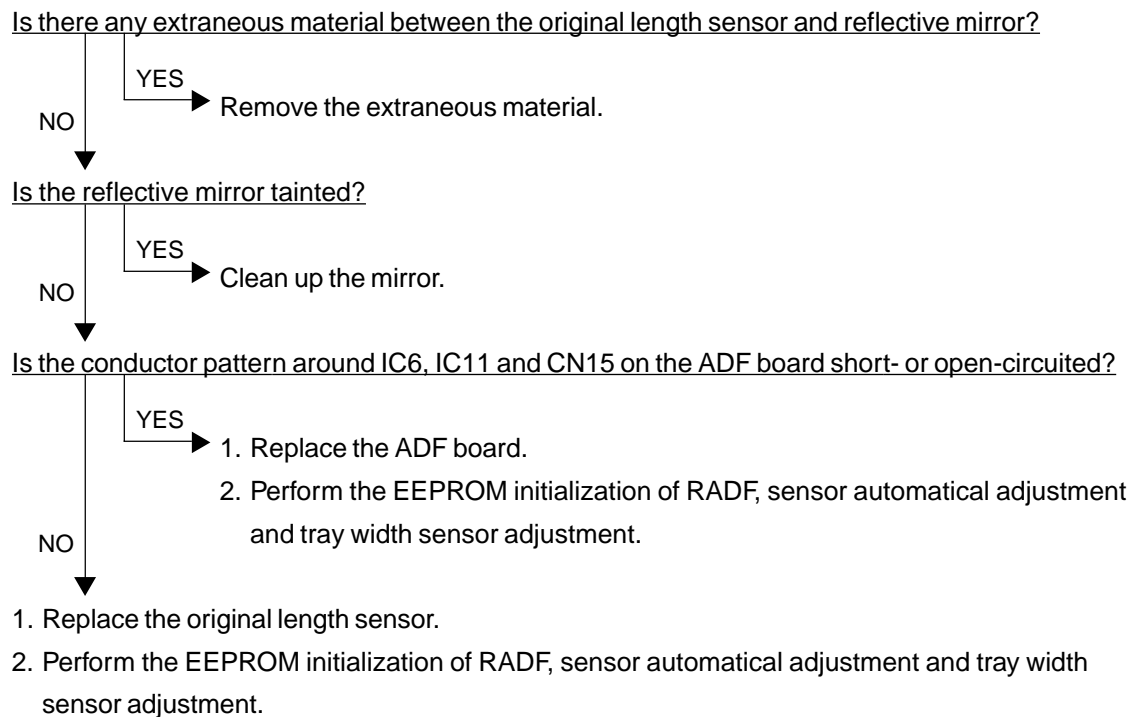 Is there any extraneous material between the original length sensor and reflective mirror?
YES
Remove the extraneous material.
NO
Is the reflective mirror tainted?
YES
Clean up the mirror.
NO
Is the conductor pattern around IC6, IC11 and CN15 on the ADF board short- or open-circuited?
YES
1. Replace the ADF board.
2. Perform the EEPROM initialization of RADF, sensor automatical adjustment
and tray width sensor adjustment.
NO
1. Replace the original length sensor.
2. Perform the EEPROM initialization of RADF, sensor automatical adjustment and tray width
sensor adjustment.